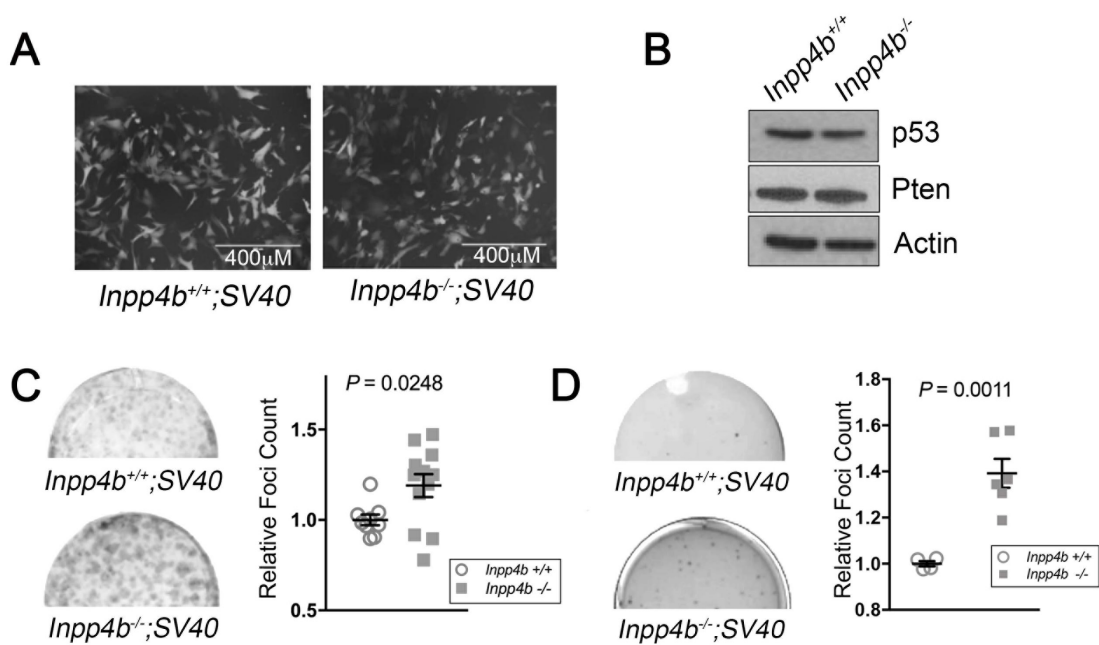 A
400μM
400μM
Inpp4b+/+;SV40
Inpp4b-/-;SV40
B
Inpp4b+/+
Inpp4b-/-
p53
Pten
Actin
C
Inpp4b+/+;SV40
Inpp4b-/-;SV40
Relative Foci Count
P = 0.0248
1.5
1.0
0.5
Inpp4b +/+
Inpp4b -/-
D
Inpp4b+/+;SV40
Inpp4b-/-;SV40
Relative Foci Count
P = 0.0011
1.8
1.6
1.4
1.2
1.0
0.8
Inpp4b +/+
Inpp4b -/-